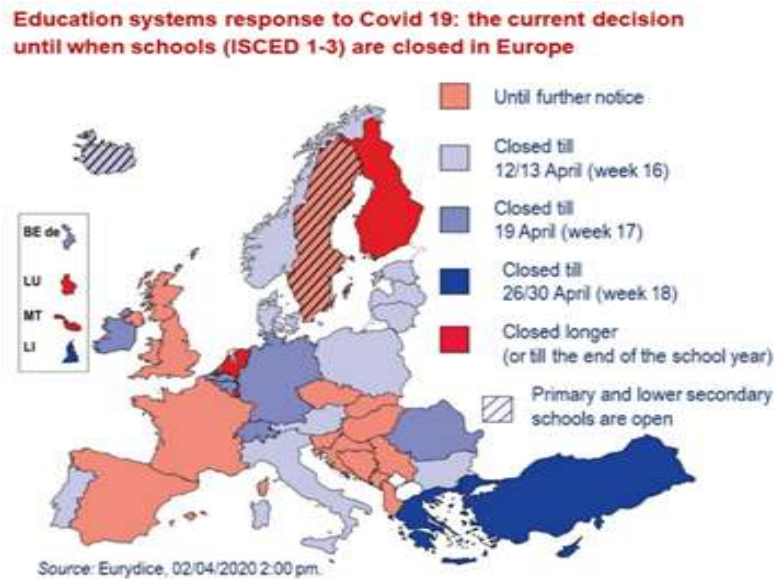 Education systems response to Covid 19: the current decision
until when schools (ISCED 1-3) are closed in Europe
Until further notice
Closed till
12/13 April (week 16)
Closed till
19 April (week 17)
Closed till
26/30 April (week 18)
Closed longer
(or till the end of the school year)
Primary and lower secondary
schools are open
BE de
LU
MT
LI
Source: Eurydice, 02/04/2020 2:00 pm.